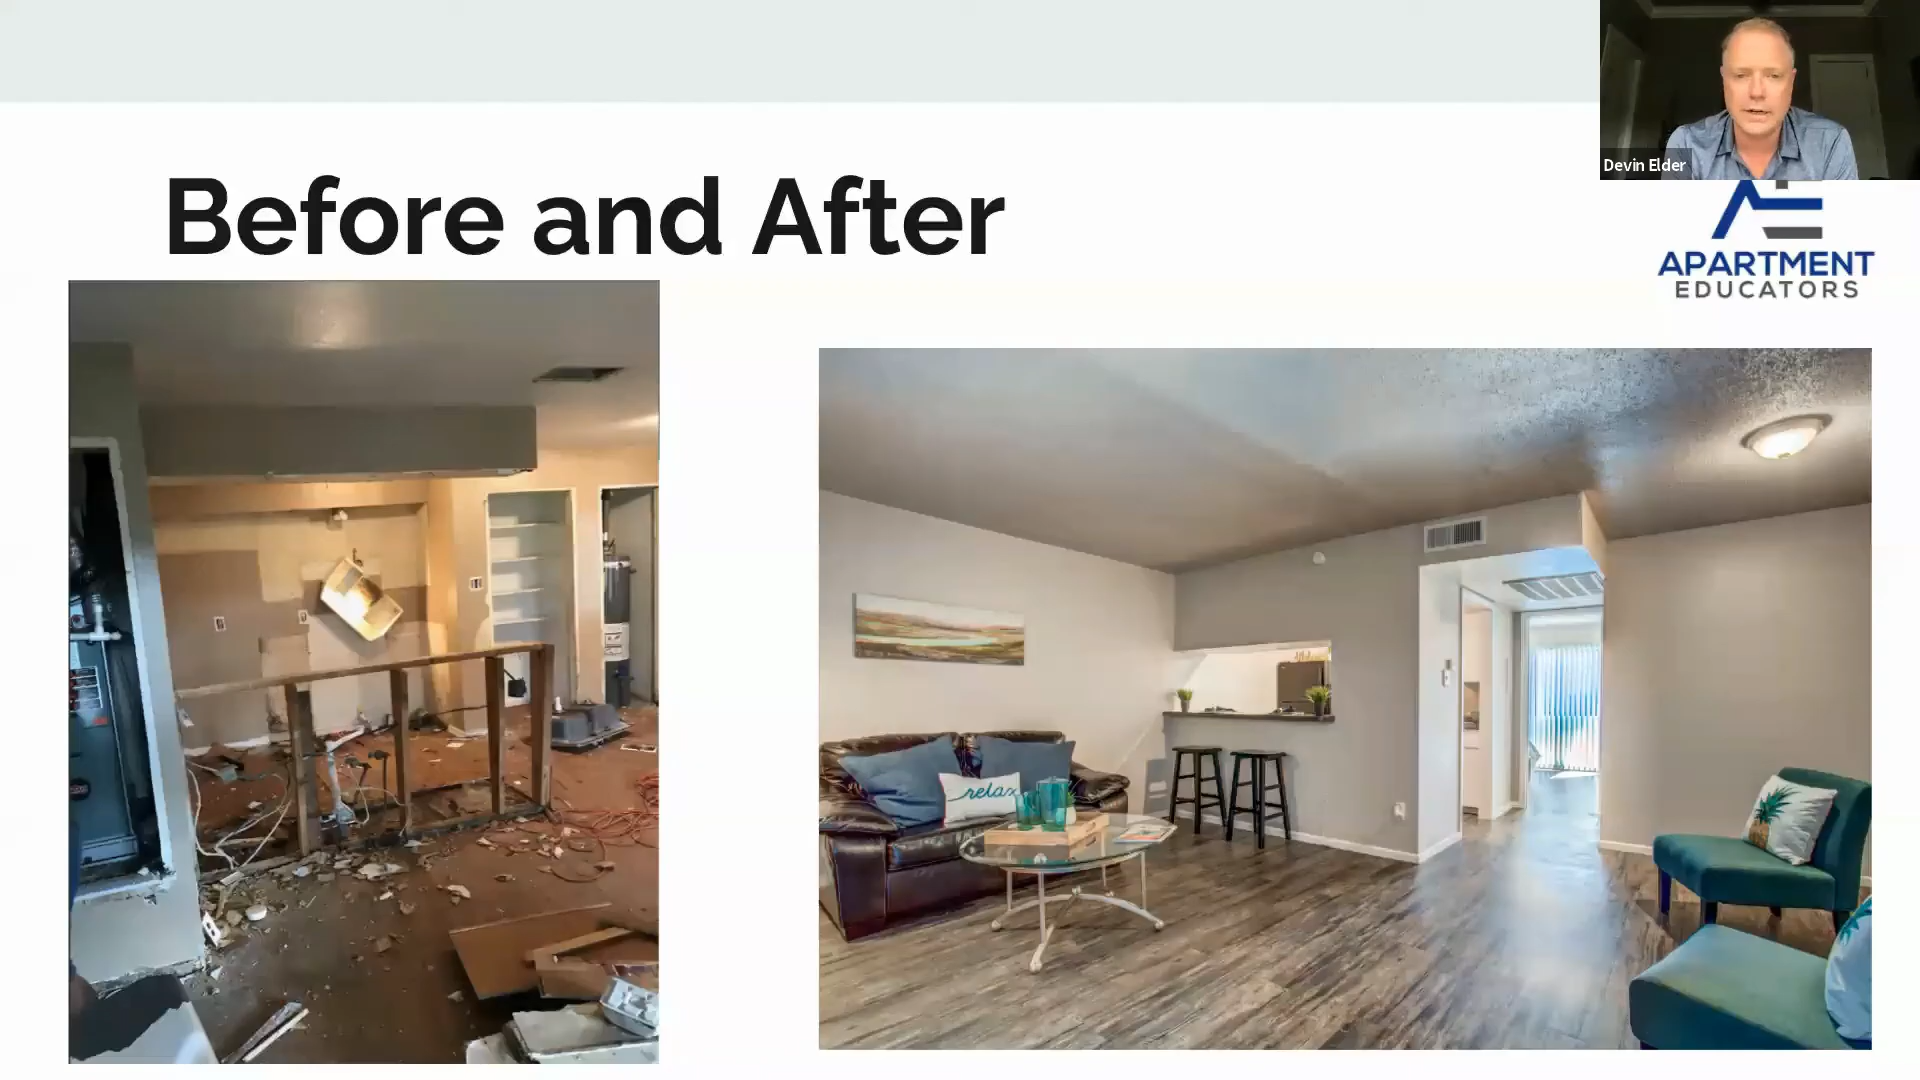 Devin Elder
Before and After
APARTMENT
EDUCATORS
relax